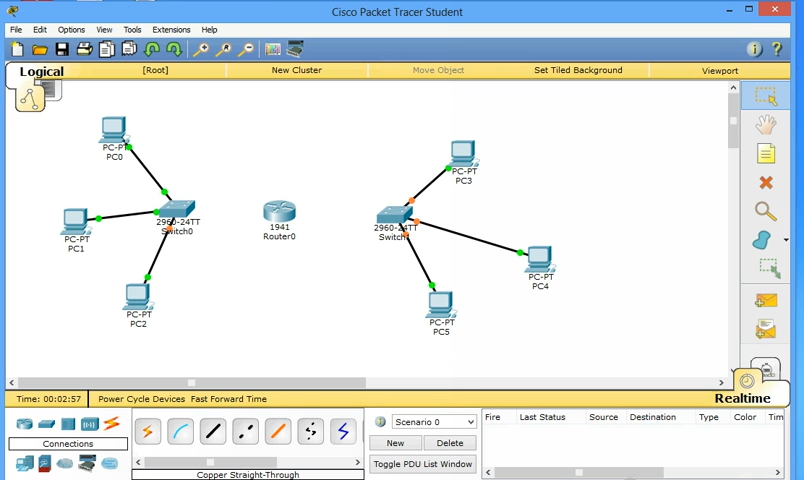 Cisco Packet Tracer Student
File Edit Options View Tools Extensions Help
Logical [Root] New Cluster Move Object Set Tiled Background Viewport
PC-PT
PC0
PC-PT
PC3
2960-24TT
Switch0
1941
Router0
2960-24TT
PC-PT
PC1
PC-PT
PC4
PC-PT
PC2
PC-PT
PC5
Time: 00:02:57 Power Cycle Devices Fast Forward Time Realtime
Fire Last Status Source Destination Type Color Tim
Scenario 0
Connections
New Delete
Toggle PDU List Window
Copper Straight-Through